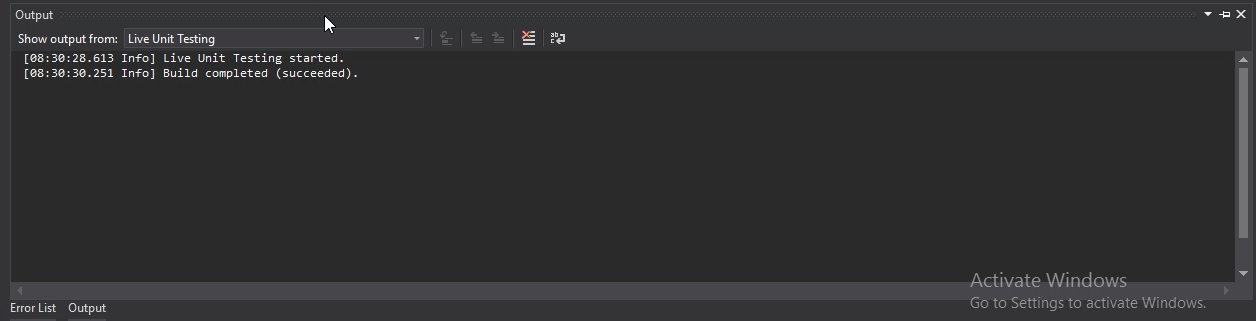 Output
Show output from: Live Unit Testing
[08:30:28.613 Info] Live Unit Testing started.
[08:30:30.251 Info] Build completed (succeeded).
Activate Windows
Go to Settings to activate Windows.
Error List Output